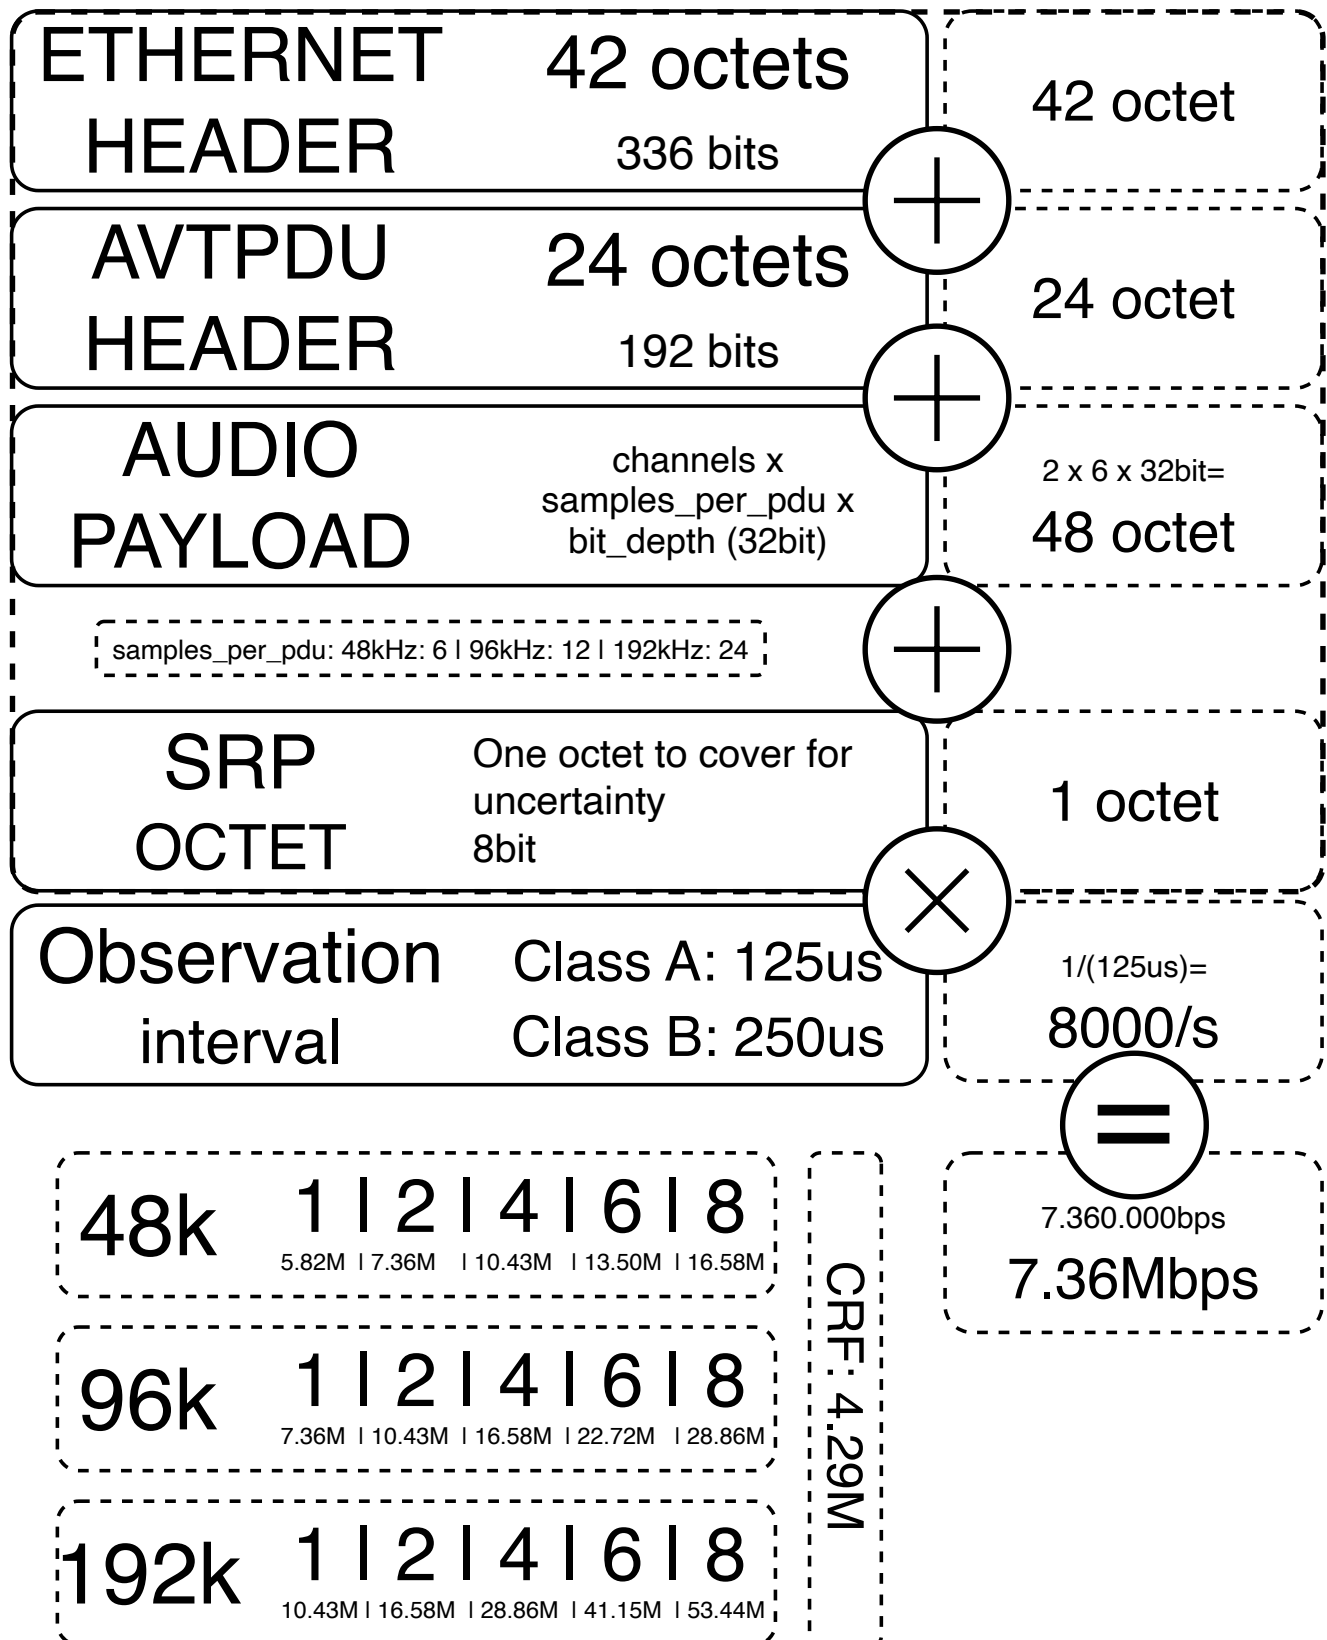 ETHERNET
HEADER
42 octets
336 bits
42 octet
AVTPDU
HEADER
24 octets
192 bits
24 octet
AUDIO
PAYLOAD
channels x
samples_per_pdu x
bit_depth (32bit)
2 x 6 x 32bit=
48 octet
samples_per_pdu: 48kHz: 6 | 96kHz: 12 | 192kHz: 24
SRP
OCTET
One octet to cover for
uncertainty
8bit
1 octet
Observation
interval
Class A: 125us
Class B: 250us
1/(125us)=
8000/s
=
7.360.000bps
7.36Mbps
48k
1 | 2 | 4 | 6 | 8
5.82M | 7.36M | 10.43M | 13.50M | 16.58M
96k
1 | 2 | 4 | 6 | 8
7.36M | 10.43M | 16.58M | 22.72M | 28.86M
192k
1 | 2 | 4 | 6 | 8
10.43M | 16.58M | 28.86M | 41.15M | 53.44M
CRF: 4.29M